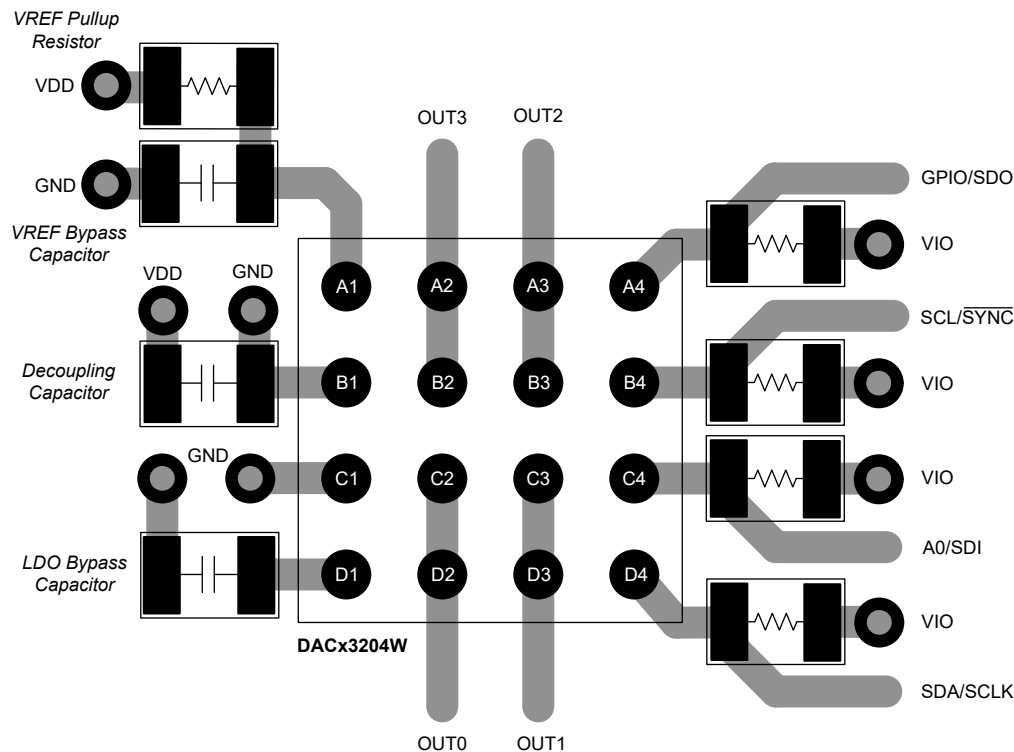 VREF Pullup
Resistor
VDD
GND
VREF Bypass
Capacitor
OUT3
OUT2
GPIO/SDO
VIO
VDD
GND
SCL/SYNC
VIO
Decoupling
Capacitor
GND
VIO
A0/SDI
LDO Bypass
Capacitor
VIO
SDA/SCLK
A1 A2 A3 A4
B1 B2 B3 B4
C1 C2 C3 C4
D1 D2 D3 D4
DACx3204W
OUT0
OUT1